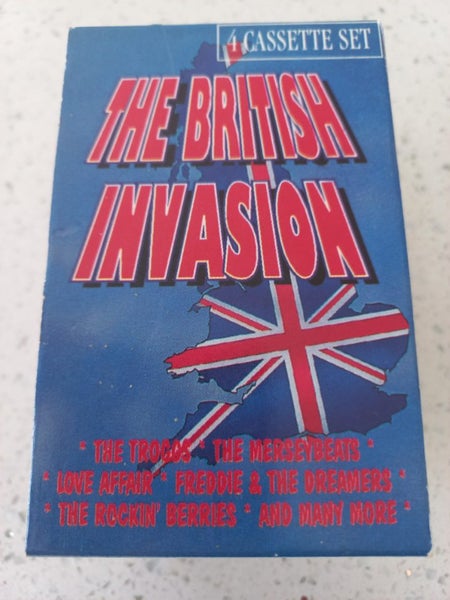 4 CASSETTE SET
THE BRITISH
INVASION
* THE TROGGS * THE MERSEYBEATS *
* LOVE AFFAIR * FREDDIE & THE DREAMERS *
* THE ROCKIN' BERRIES * AND MANY MORE *